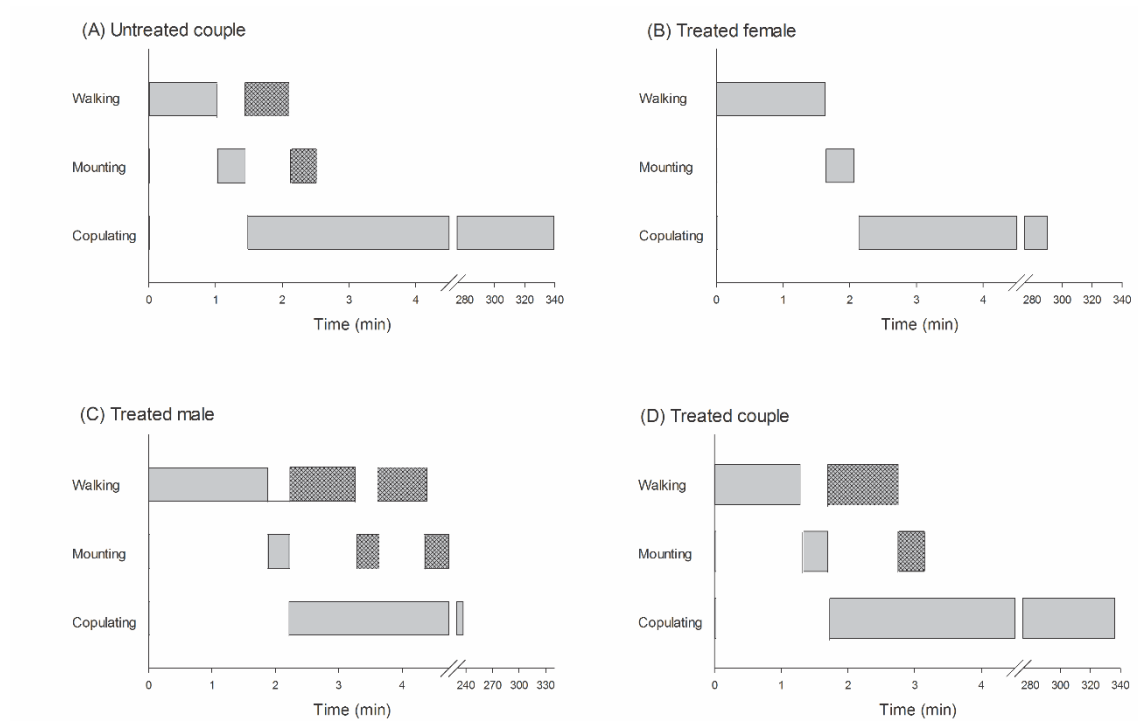 (A) Untreated couple
Walking
Mounting
Copulating
0 1 2 3 4 280 300 320 340
Time (min)
(B) Treated female
Walking
Mounting
Copulating
0 1 2 3 4 280 300 320 340
Time (min)
(C) Treated male
Walking
Mounting
Copulating
0 1 2 3 4 240 270 300 330
Time (min)
(D) Treated couple
Walking
Mounting
Copulating
0 1 2 3 4 280 300 320 340
Time (min)